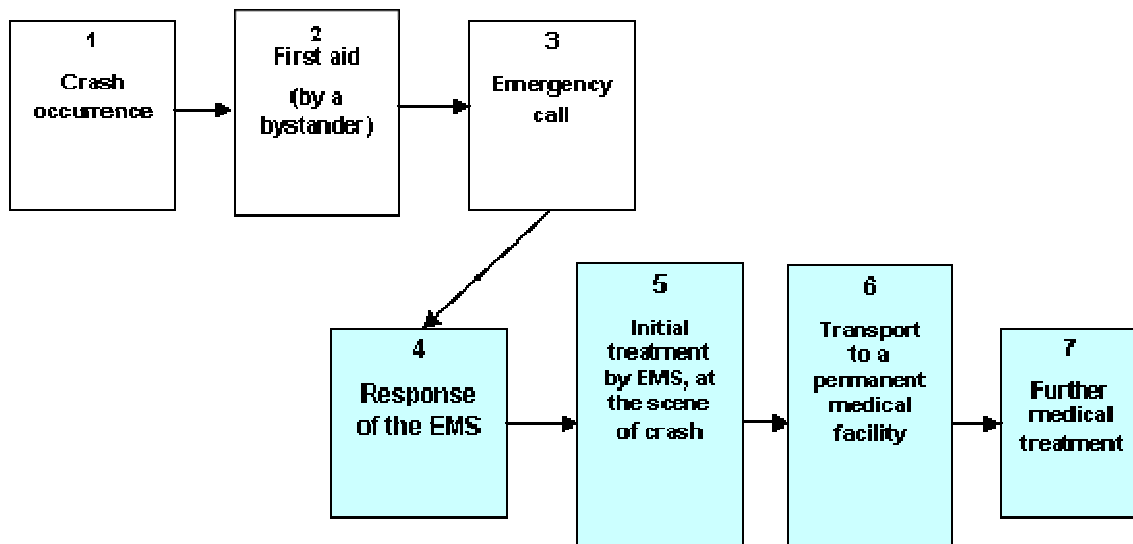 1
Crash
occurrence
2
First aid
(by a
bystander)
3
Emergency
call
4
Response
of the EMS
5
Initial
treatment
by EMS, at
the scene
of crash
6
Transport
to a
permanent
medical
facility
7
Further
medical
treatment